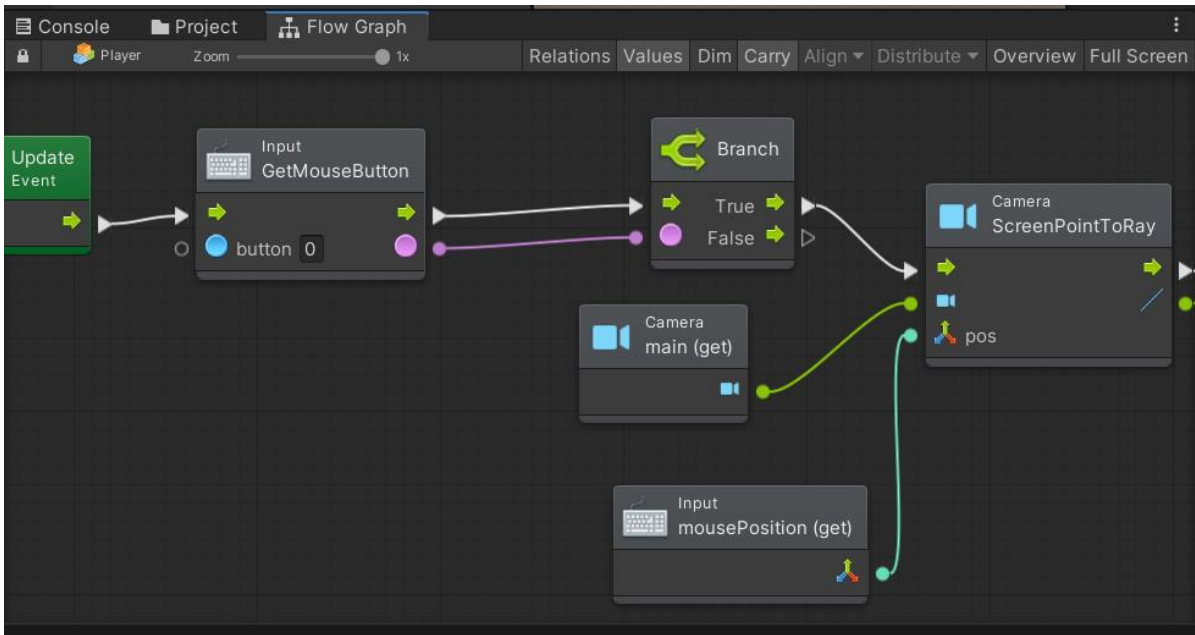 Console Project Flow Graph
Player Zoom 1x Relations Values Dim Carry Align Distribute Overview Full Screen
Update
Event
Input
GetMouseButton
button 0
Branch
True
False
Camera
ScreenPointToRay
pos
Camera
main (get)
Input
mousePosition (get)